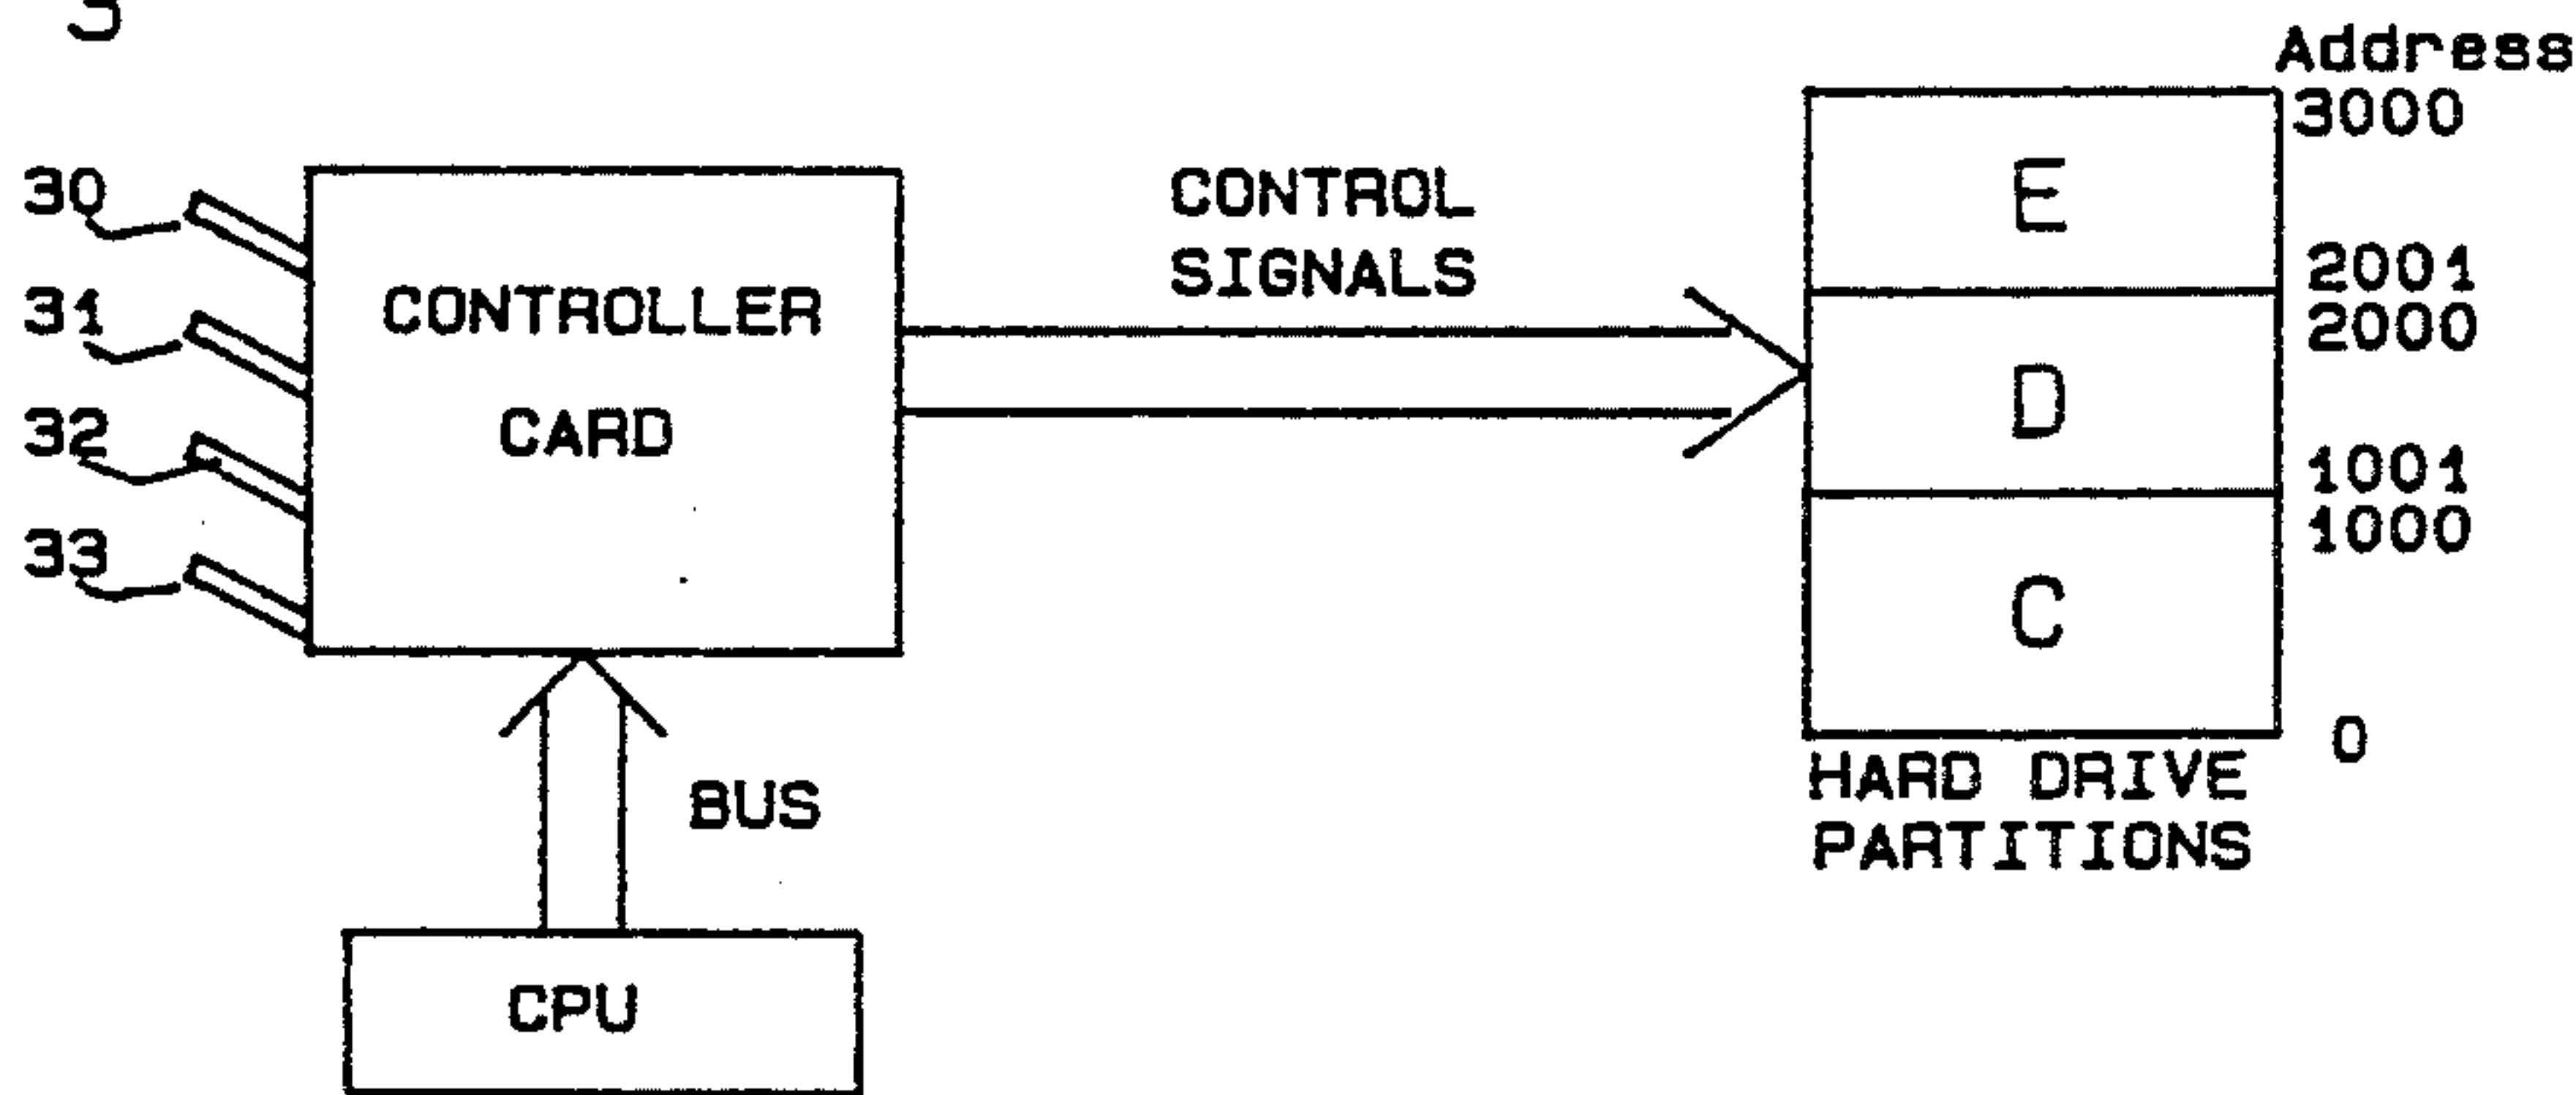 Address
3000
30
CONTROL
SIGNALS
E
31
CONTROLLER
CARD
2001
2000
32
D
1001
1000
33
C
0
BUS
HARD DRIVE
PARTITIONS
CPU